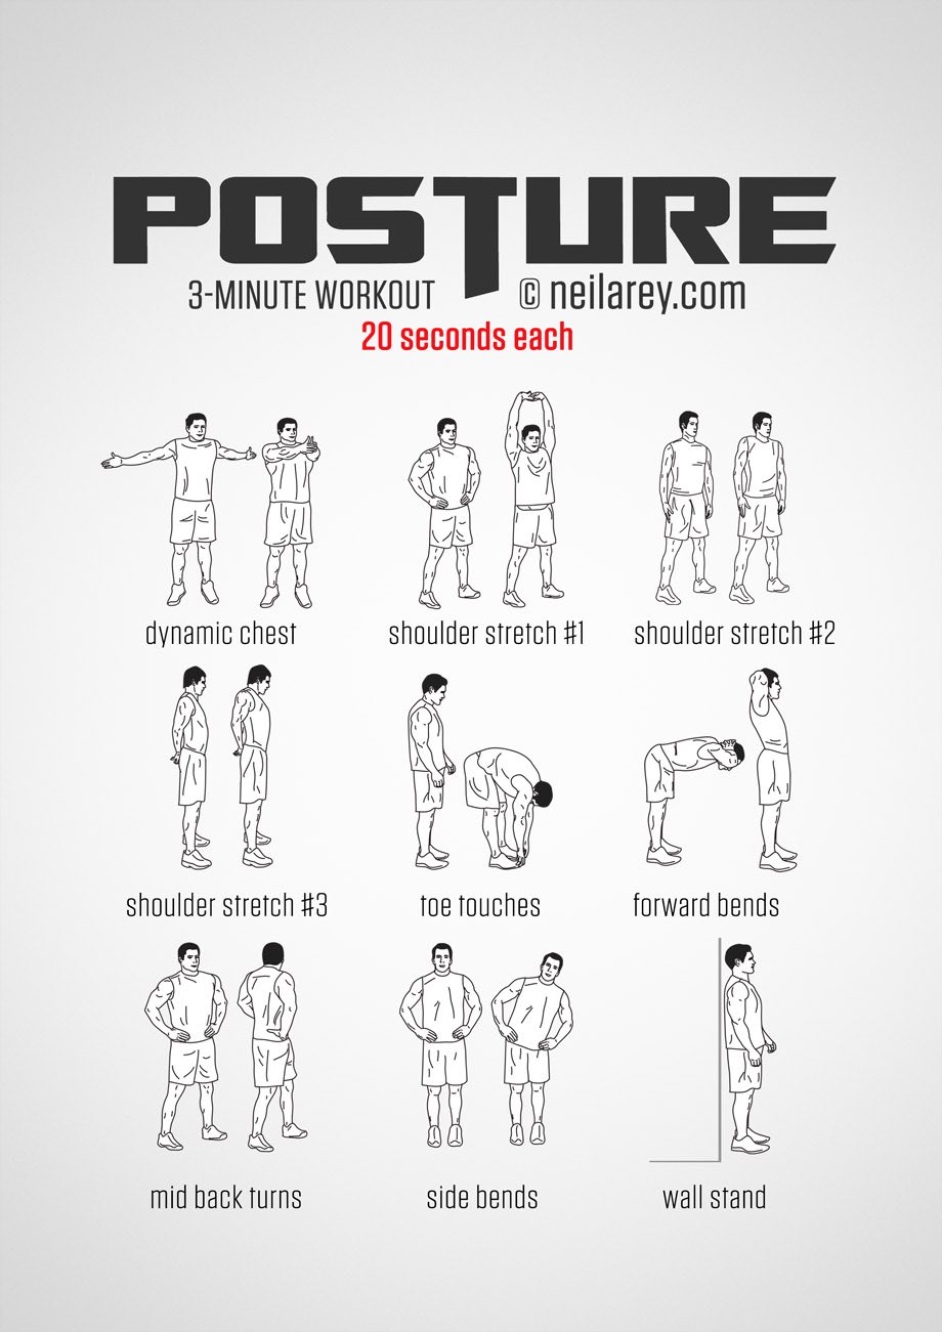 POSTURE
3-MINUTE WORKOUT © neilarey.com
20 seconds each
dynamic chest
shoulder stretch #1
shoulder stretch #2
shoulder stretch #3
toe touches
forward bends
mid back turns
side bends
wall stand